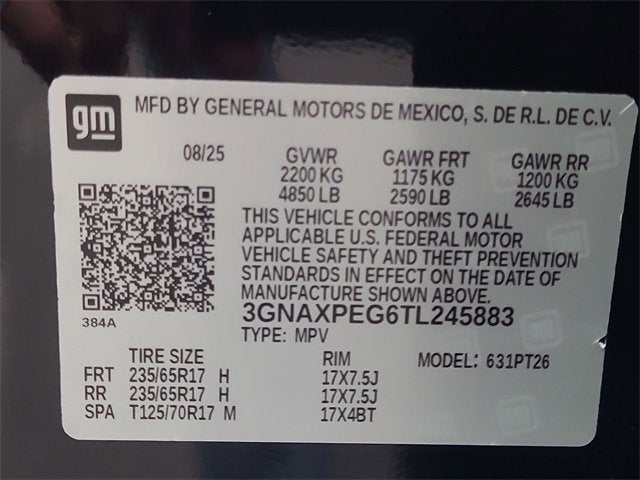 gm
MFD BY GENERAL MOTORS DE MEXICO, S. DE R.L. DE C.V.
08/25 GVWR GAWR FRT GAWR RR
2200 KG 1175 KG 1200 KG
4850 LB 2590 LB 2645 LB
THIS VEHICLE CONFORMS TO ALL
APPLICABLE U.S. FEDERAL MOTOR
VEHICLE SAFETY AND THEFT PREVENTION
STANDARDS IN EFFECT ON THE DATE OF
MANUFACTURE SHOWN ABOVE.
384A
3GNAXPEG6TL245883
TYPE: MPV
TIRE SIZE RIM MODEL: 631PT26
FRT 235/65R17 H 17X7.5J
RR 235/65R17 H 17X7.5J
SPA T125/70R17 M 17X4BT